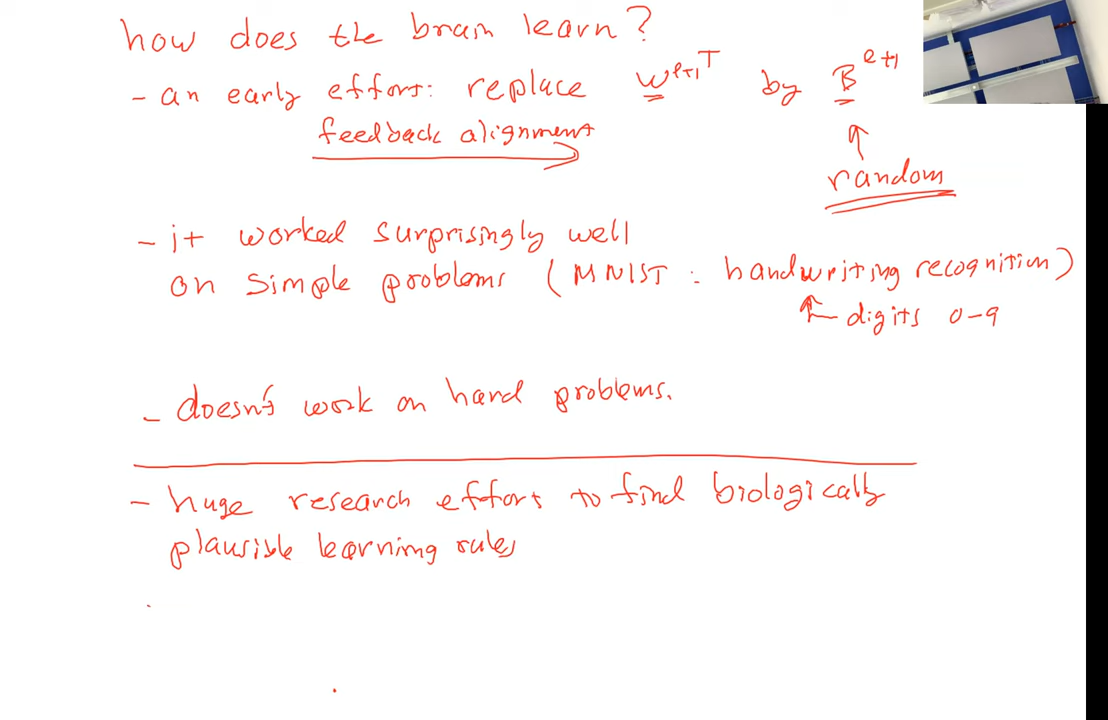 how does the brain learn?
- an early effort: replace w^{l+1 T} by B^{l+1}
feedback alignment
random
- it worked surprisingly well
on simple problems (MNIST : handwriting recognition)
digits 0-9
- doesn't work on hard problems.
- huge research effort to find biologically
plausible learning rules